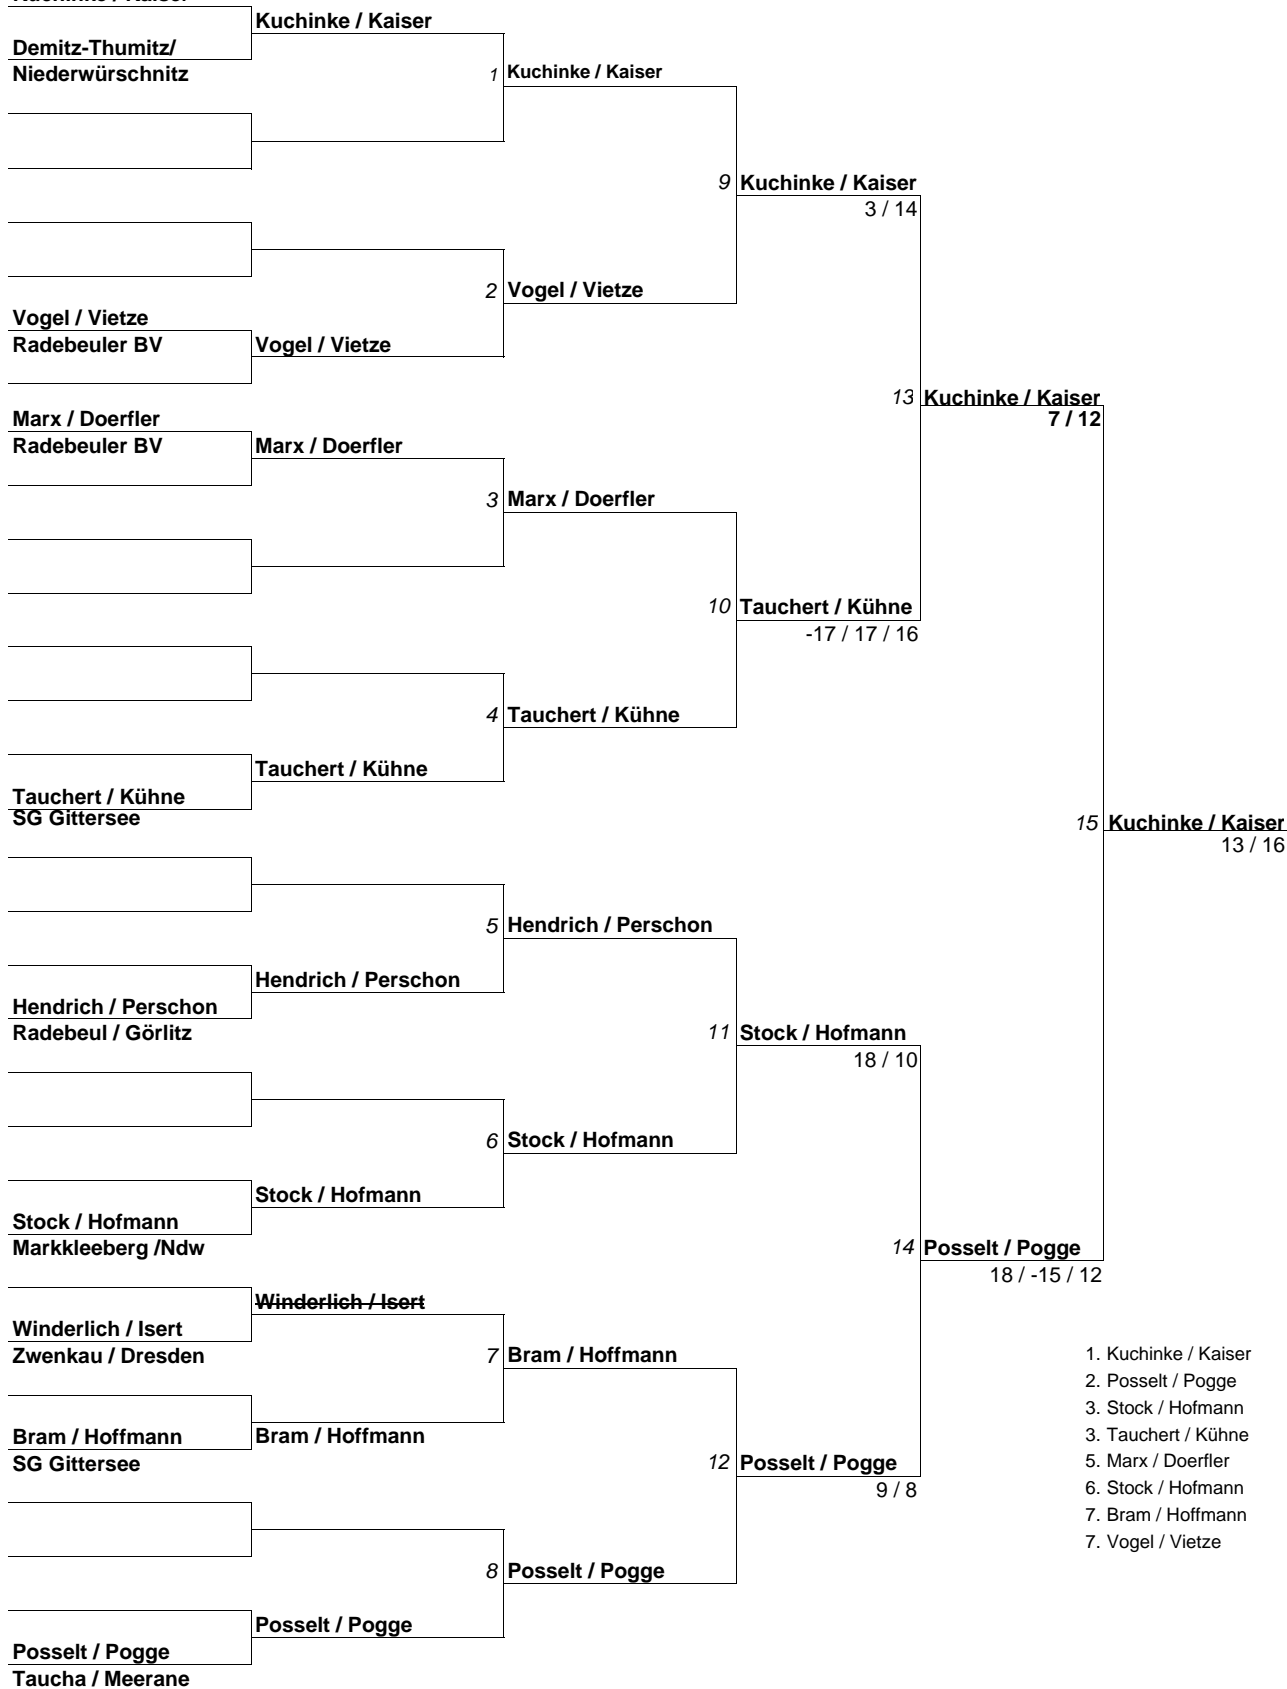 Kuchinke / Kaiser
Demitz-Thumitz/
Niederwürschnitz
1 Kuchinke / Kaiser
9 Kuchinke / Kaiser
3 / 14
2 Vogel / Vietze
Vogel / Vietze
Radebeuler BV
Vogel / Vietze
13 Kuchinke / Kaiser
7 / 12
Marx / Doerfler
Radebeuler BV
Marx / Doerfler
3 Marx / Doerfler
10 Tauchert / Kühne
-17 / 17 / 16
4 Tauchert / Kühne
Tauchert / Kühne
Tauchert / Kühne
SG Gittersee
15 Kuchinke / Kaiser
13 / 16
5 Hendrich / Perschon
Hendrich / Perschon
Hendrich / Perschon
Radebeul / Görlitz
11 Stock / Hofmann
18 / 10
6 Stock / Hofmann
Stock / Hofmann
Stock / Hofmann
Markkleeberg /Ndw
14 Posselt / Pogge
18 / -15 / 12
Winderlich / Isert
Winderlich / Isert
Zwenkau / Dresden
7 Bram / Hoffmann
Bram / Hoffmann
Bram / Hoffmann
SG Gittersee
12 Posselt / Pogge
9 / 8
8 Posselt / Pogge
Posselt / Pogge
Posselt / Pogge
Taucha / Meerane
1. Kuchinke / Kaiser
2. Posselt / Pogge
3. Stock / Hofmann
3. Tauchert / Kühne
5. Marx / Doerfler
6. Stock / Hofmann
7. Bram / Hoffmann
7. Vogel / Vietze